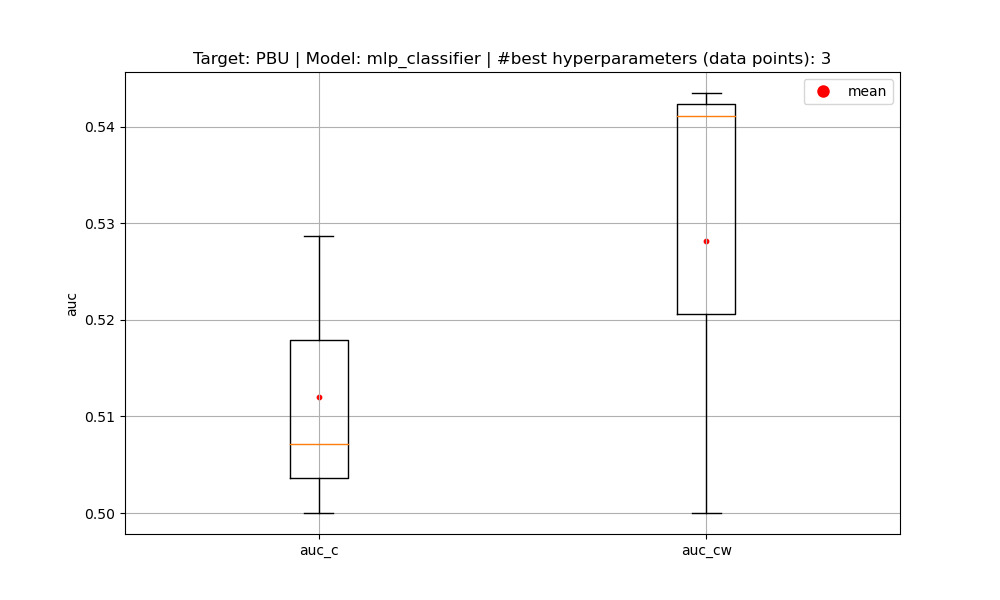 Target: PBU | Model: mlp_classifier | #best hyperparameters (data points): 3
mean
0.54
0.53
0.52
0.51
0.50
auc
auc_c
auc_cw